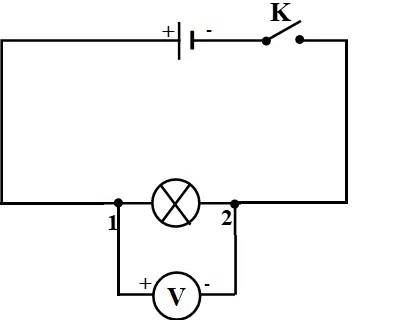 K
+ -
1 2
+ V -